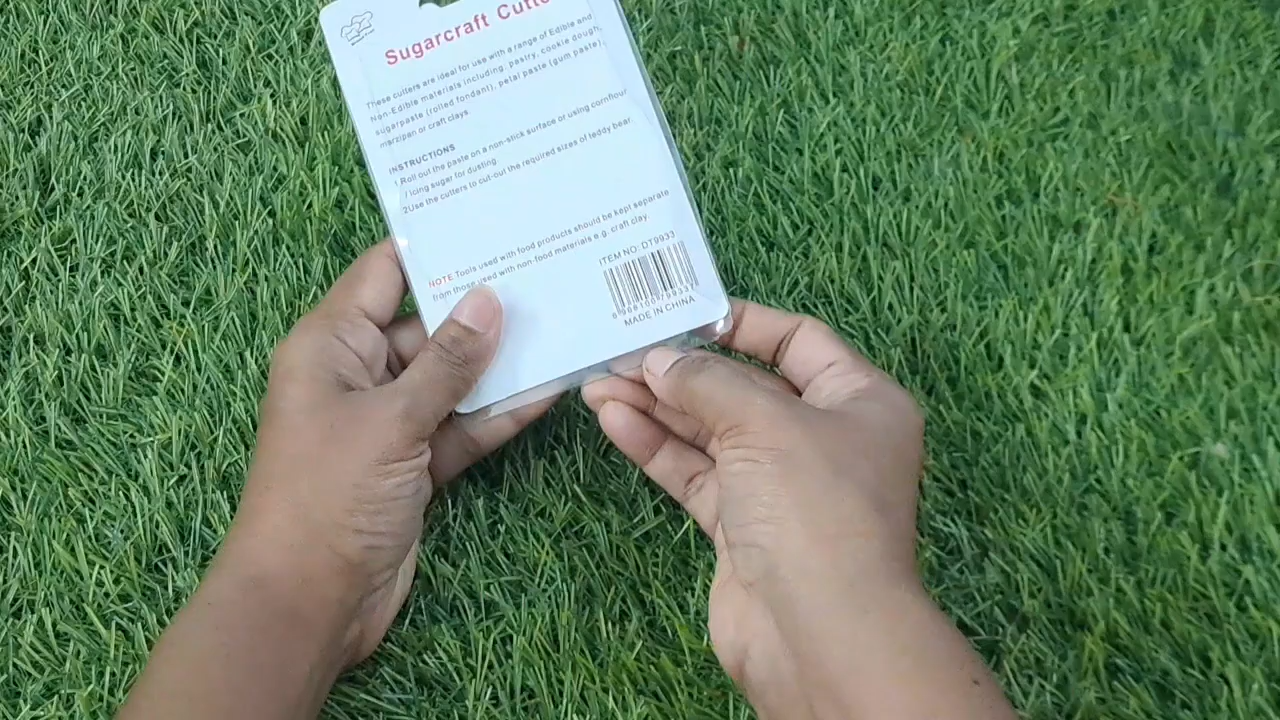 Sugarcraft Cutte
These cutters are ideal for use with a range of Edible and
Non-Edible materials including: pastry, cookie dough,
sugarpaste (rolled fondant), petal paste (gum paste),
marzipan or craft clays.
INSTRUCTIONS
1 Roll out the paste on a non-stick surface or using cornflour
/ icing sugar for dusting.
2Use the cutters to cut-out the required sizes of teddy bear.
NOTE Tools used with food products should be kept separate
from those used with non-food materials e.g. craft clay.
ITEM NO: DT9933
MADE IN CHINA